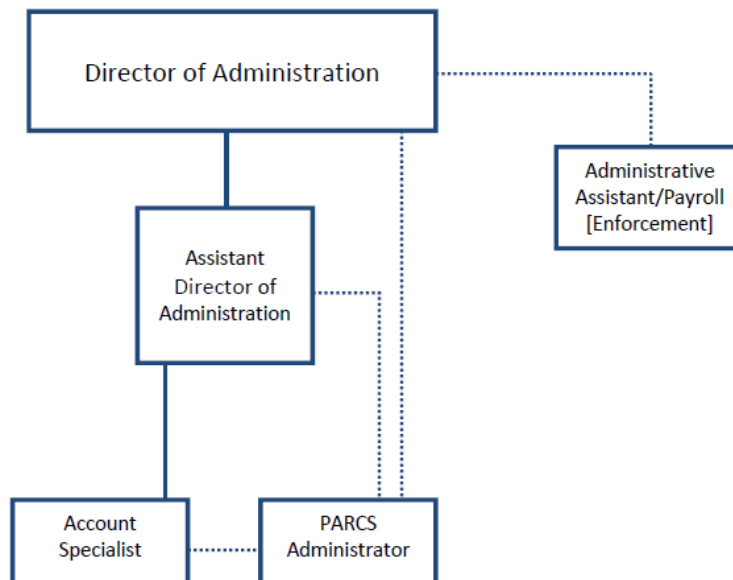 Director of Administration
Administrative
Assistant/Payroll
[Enforcement]
Assistant
Director of
Administration
Account
Specialist
PARCS
Administrator